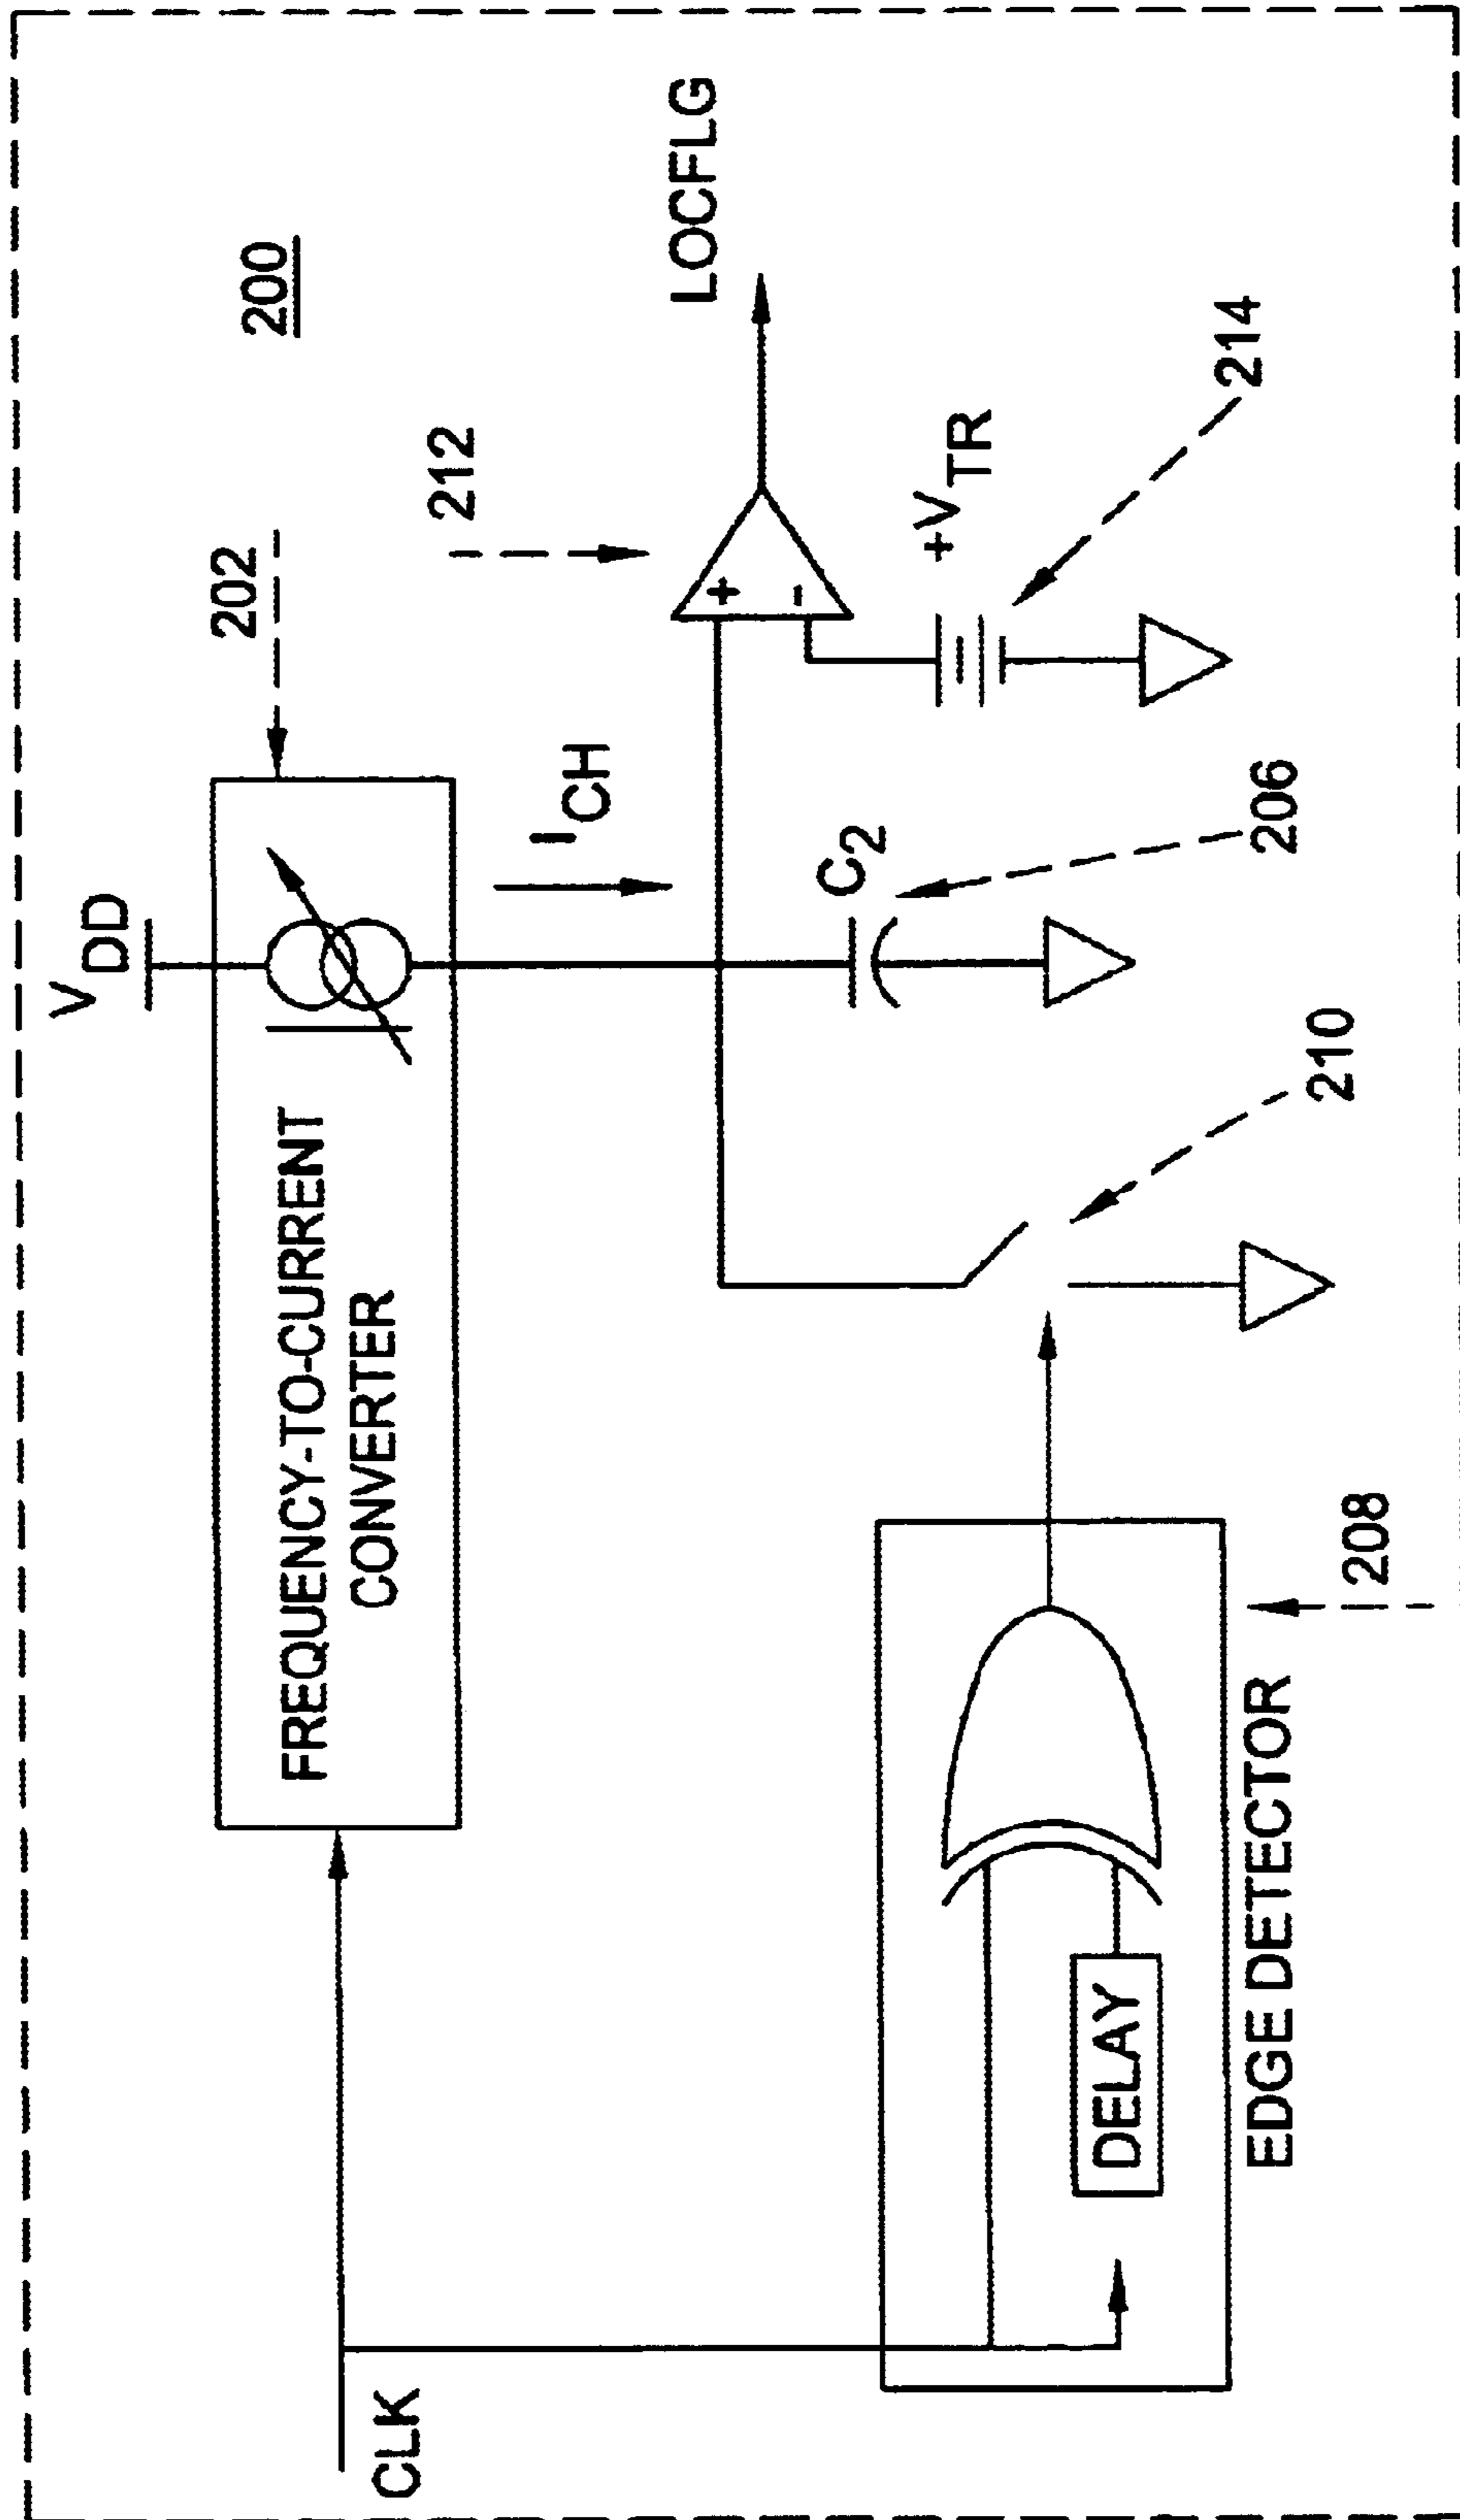 200
V_DD
202
FREQUENCY-TO-CURRENT
CONVERTER
CLK
I_CH
212
LOCFLG
+
-
C_2
206
+V_TR
214
210
DELAY
EDGE DETECTOR
208